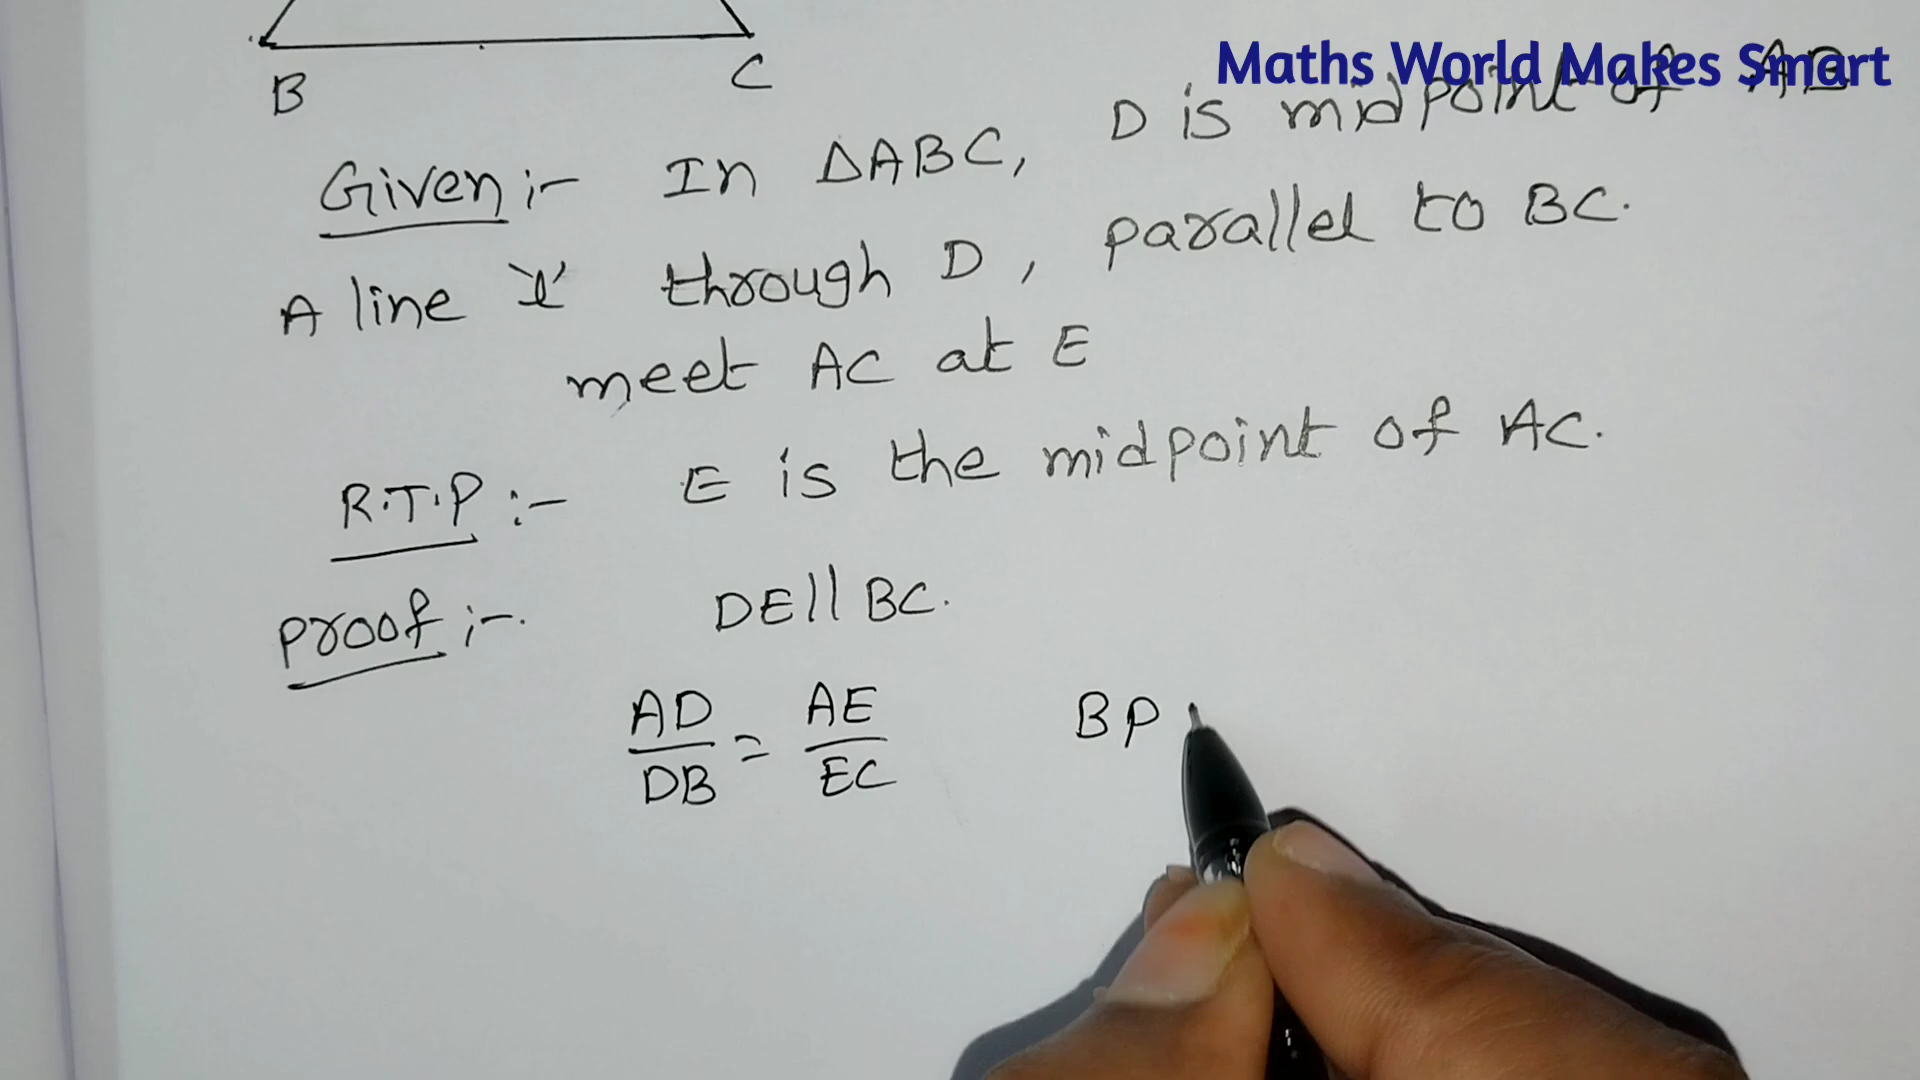 Maths World Makes Smart
B C
Given :- In ΔABC, D is midpoint of AB
A line 'l' through D, parallel to BC.
meet AC at E
R.T.P :- E is the midpoint of AC.
Proof :- DE || BC.
AD/DB = AE/EC BP